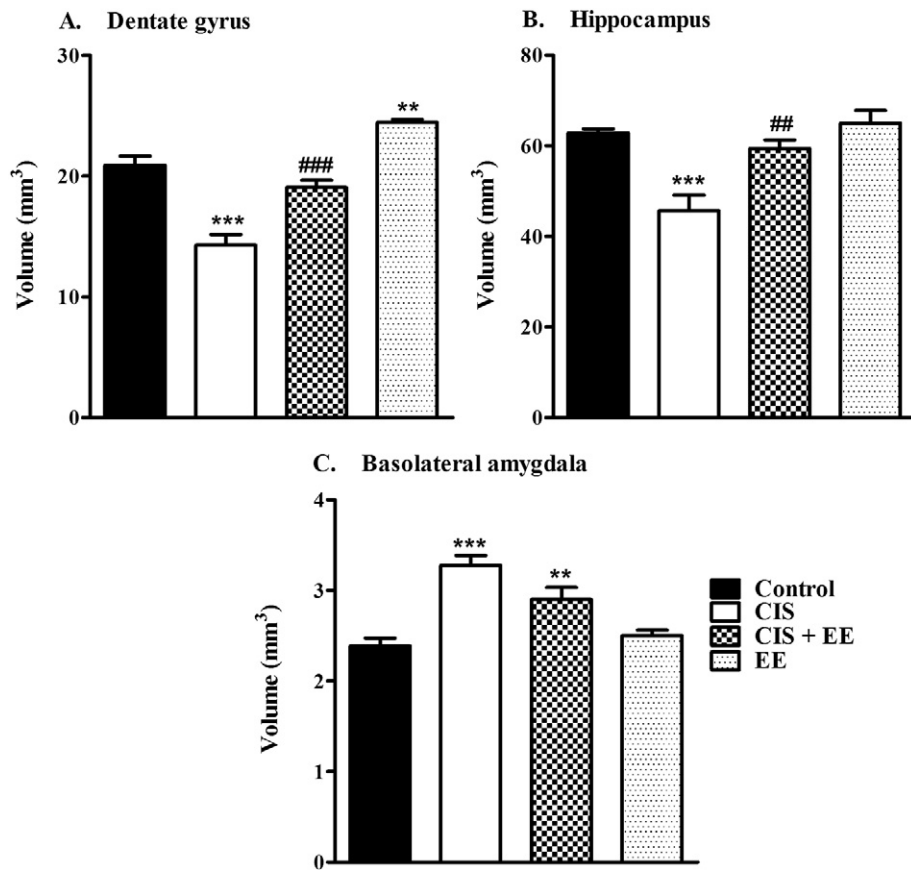 A. Dentate gyrus
Volume (mm³)
30
20
10
0
***
###
**
B. Hippocampus
Volume (mm³)
80
60
40
20
0
***
##
C. Basolateral amygdala
Volume (mm³)
4
3
2
1
0
***
**
Control
CIS
CIS + EE
EE